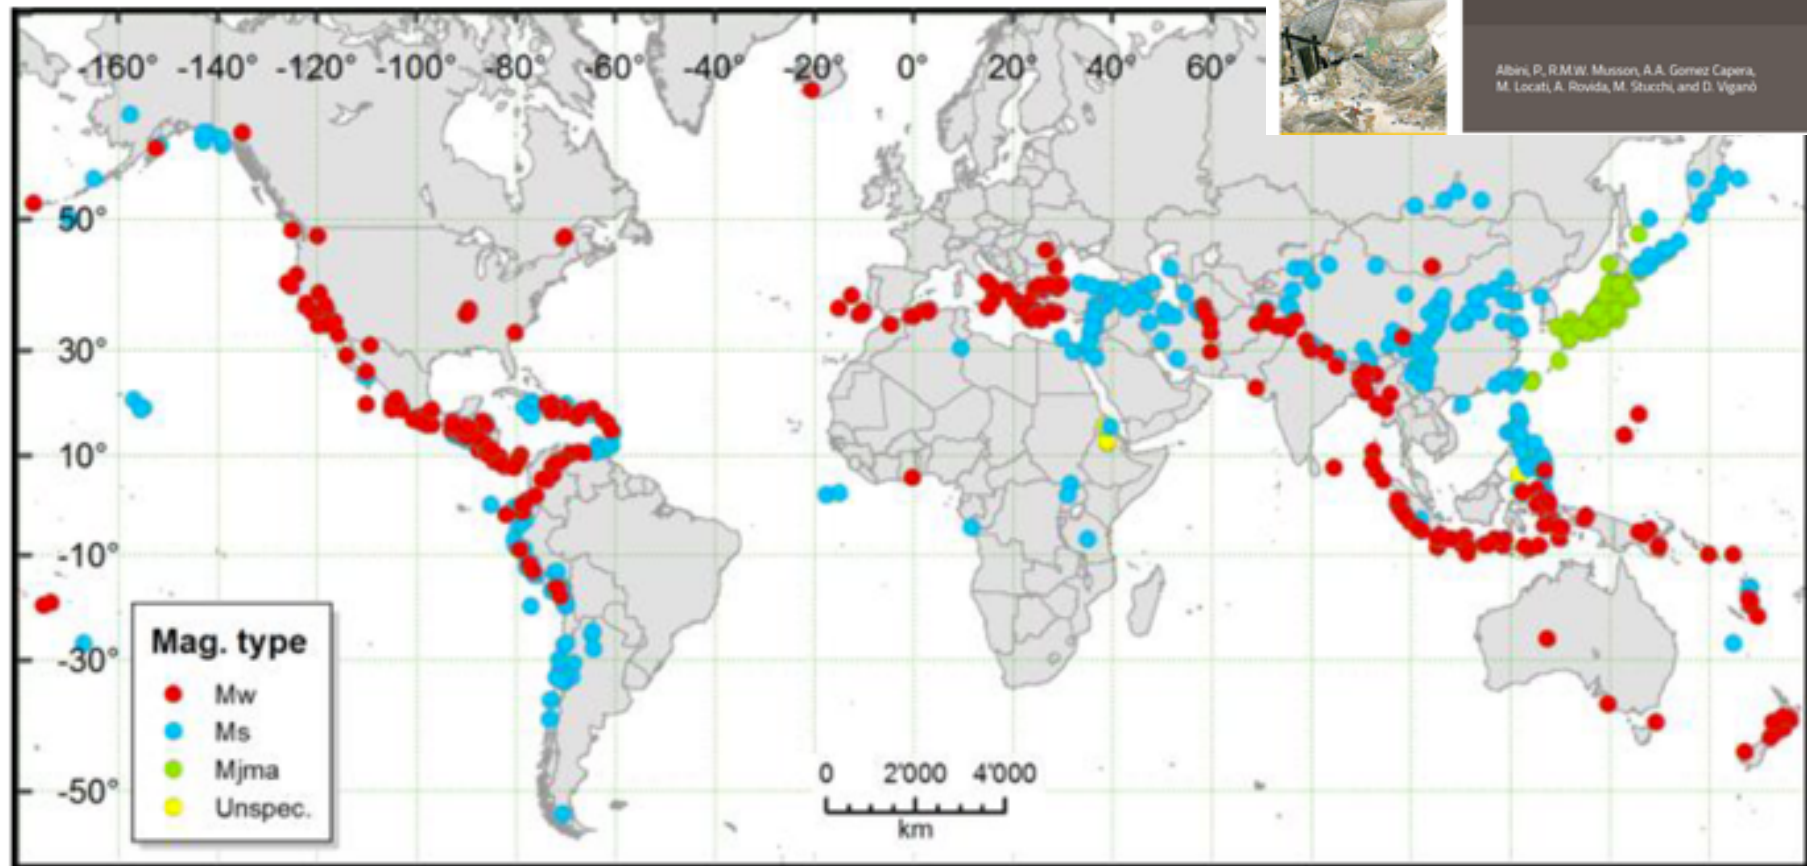 Albini, P., R.M.W. Musson, A.A. Gomez Capera,
M. Locati, A. Rovida, M. Stucchi, and D. Viganò
-160° -140° -120° -100° -80° -60° -20° 0° 20° 40° 60°
50°
30°
10°
-10°
-30°
-50°
Mag. type
Mw
Ms
Mjma
Unspec.
0 2'000 4'000
km